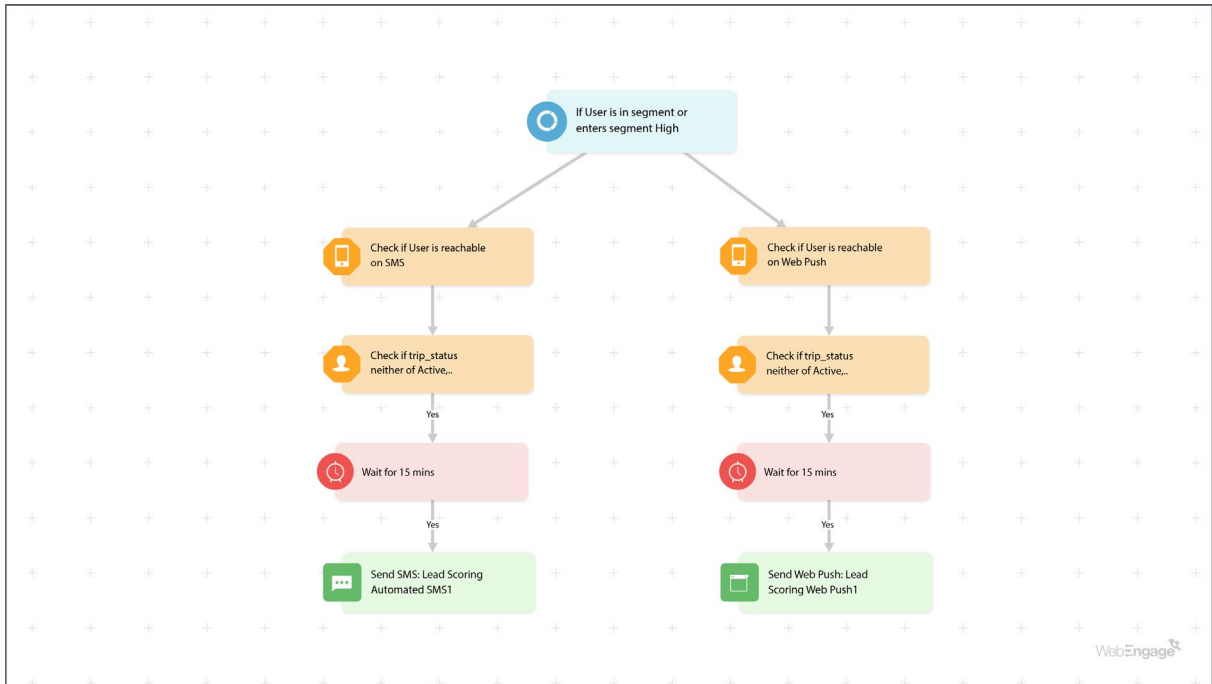 If User is in segment or
enters segment High
Check if User is reachable
on SMS
Check if User is reachable
on Web Push
Check if trip_status
neither of Active,..
Check if trip_status
neither of Active,..
Yes
Yes
Wait for 15 mins
Wait for 15 mins
Yes
Yes
Send SMS: Lead Scoring
Automated SMS1
Send Web Push: Lead
Scoring Web Push1
WebEngage